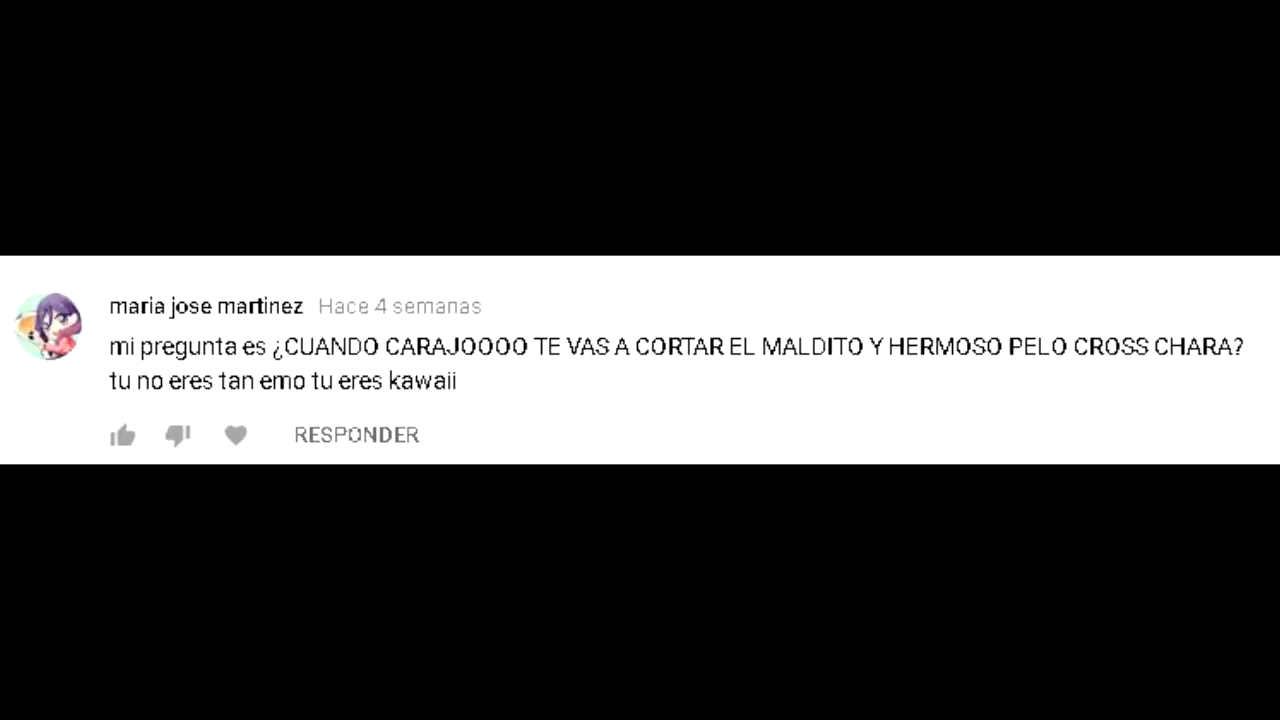 maria jose martinez Hace 4 semanas
mi pregunta es ¿CUANDO CARAJOOOO TE VAS A CORTAR EL MALDITO Y HERMOSO PELO CROSS CHARA?
tu no eres tan emo tu eres kawaii
RESPONDER